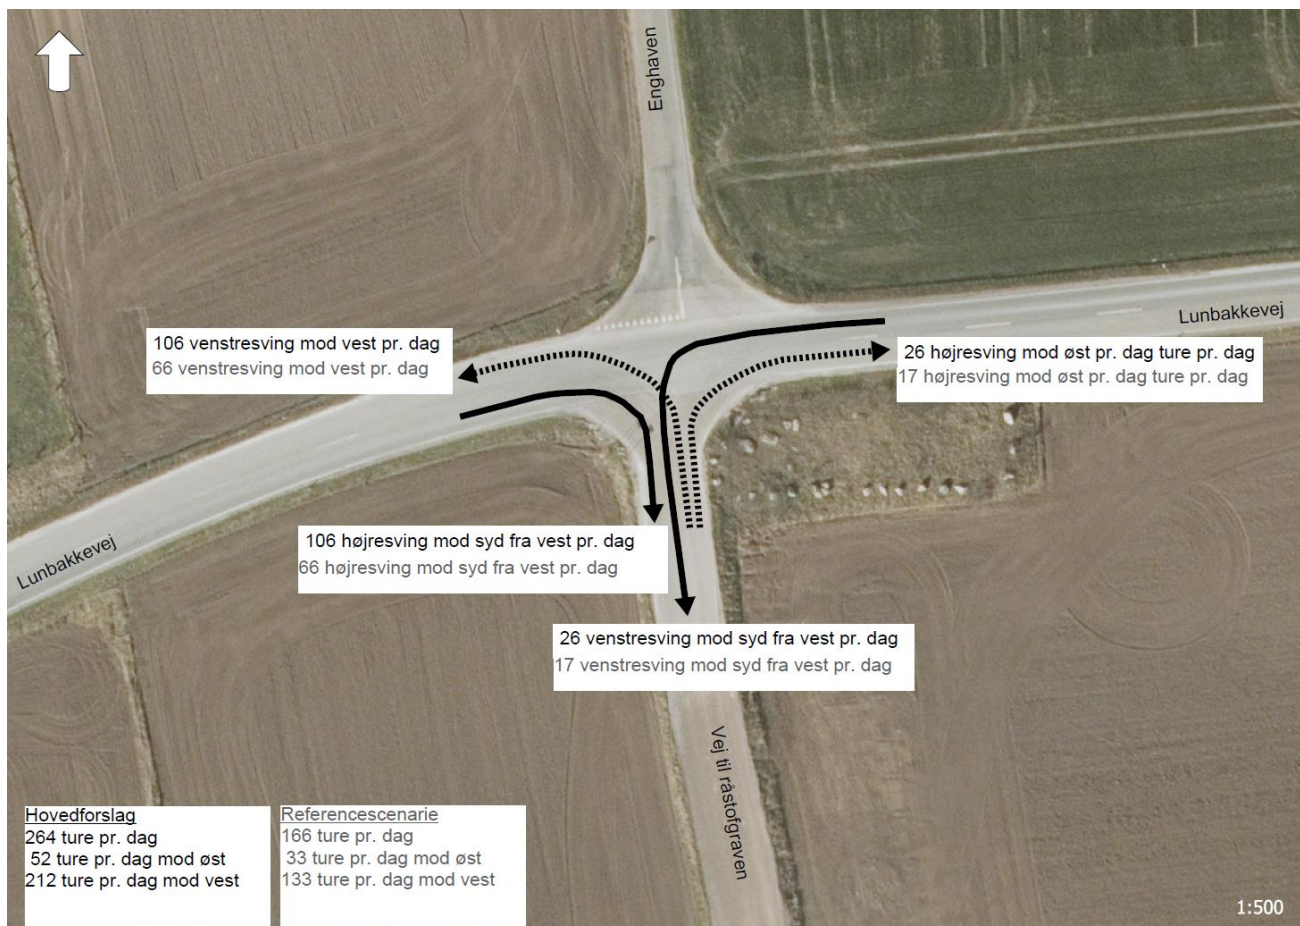 Enghaven
Lunbakkevej
106 venstresving mod vest pr. dag
66 venstresving mod vest pr. dag
26 højresving mod øst pr. dag ture pr. dag
17 højresving mod øst pr. dag ture pr. dag
Lunbakkevej
106 højresving mod syd fra vest pr. dag
66 højresving mod syd fra vest pr. dag
26 venstresving mod syd fra vest pr. dag
17 venstresving mod syd fra vest pr. dag
Vej til råstofgraven
Hovedforslag
264 ture pr. dag
52 ture pr. dag mod øst
212 ture pr. dag mod vest
Referencescenarie
166 ture pr. dag
33 ture pr. dag mod øst
133 ture pr. dag mod vest
1:500